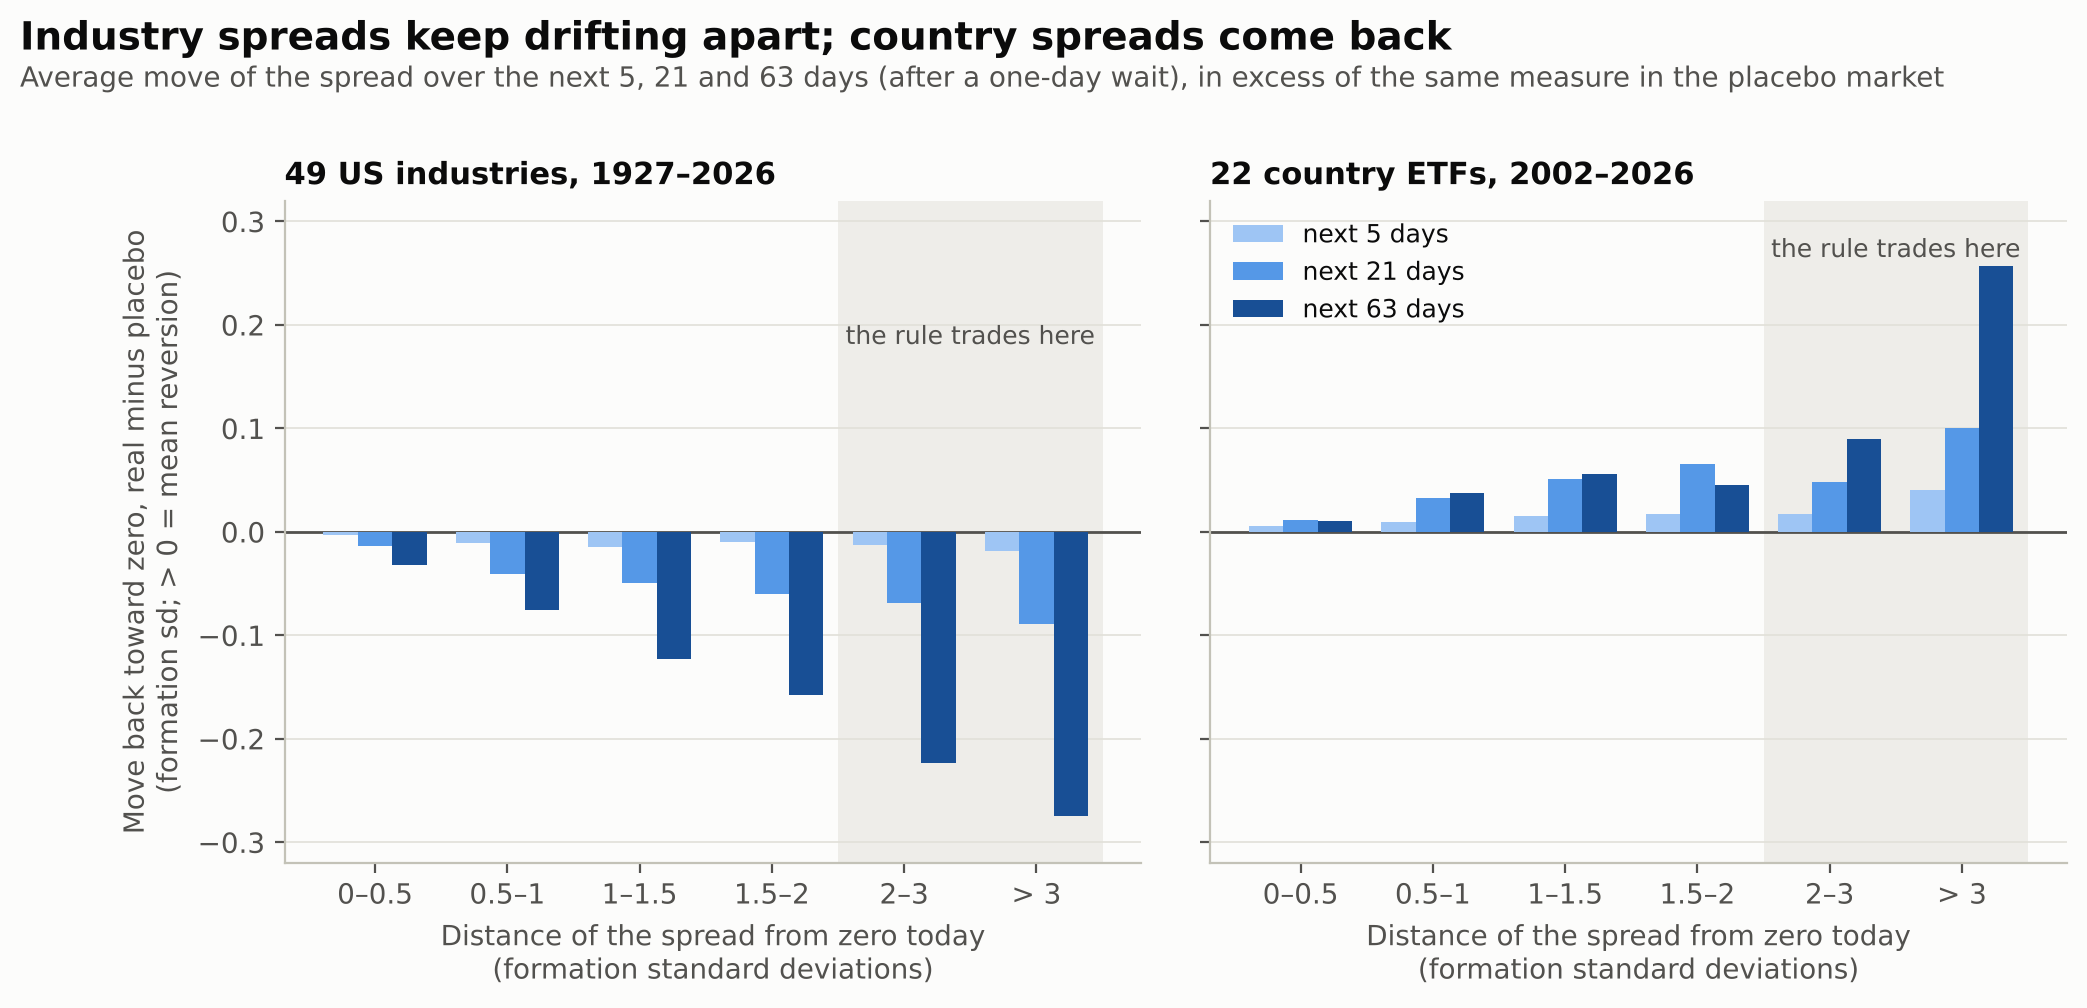 Industry spreads keep drifting apart; country spreads come back
Average move of the spread over the next 5, 21 and 63 days (after a one-day wait), in excess of the same measure in the placebo market
49 US industries, 1927–2026
Move back toward zero, real minus placebo
(formation sd; > 0 = mean reversion)
0.3
0.2
0.1
0.0
−0.1
−0.2
−0.3
the rule trades here
0–0.5
0.5–1
1–1.5
1.5–2
2–3
> 3
Distance of the spread from zero today
(formation standard deviations)
22 country ETFs, 2002–2026
next 5 days
next 21 days
next 63 days
the rule trades here
0–0.5
0.5–1
1–1.5
1.5–2
2–3
> 3
Distance of the spread from zero today
(formation standard deviations)